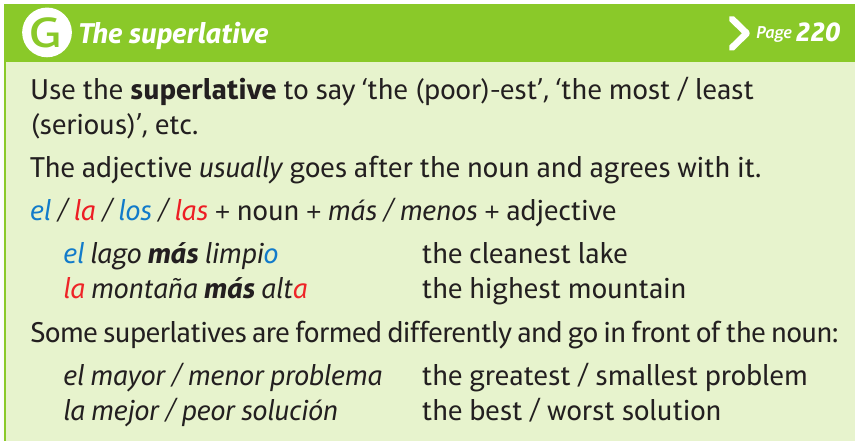 G The superlative Page 220
Use the superlative to say ‘the (poor)-est’, ‘the most / least
(serious)’, etc.
The adjective usually goes after the noun and agrees with it.
el / la / los / las + noun + más / menos + adjective
el lago más limpio the cleanest lake
la montaña más alta the highest mountain
Some superlatives are formed differently and go in front of the noun:
el mayor / menor problema the greatest / smallest problem
la mejor / peor solución the best / worst solution